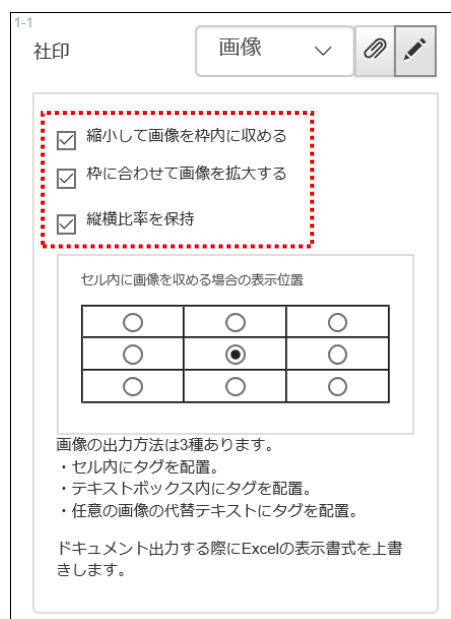 1-1
社印
画像
縮小して画像を枠内に収める
枠に合わせて画像を拡大する
縦横比率を保持
セル内に画像を収める場合の表示位置
画像の出力方法は3種あります。
・セル内にタグを配置。
・テキストボックス内にタグを配置。
・任意の画像の代替テキストにタグを配置。
ドキュメント出力する際にExcelの表示書式を上書
きします。